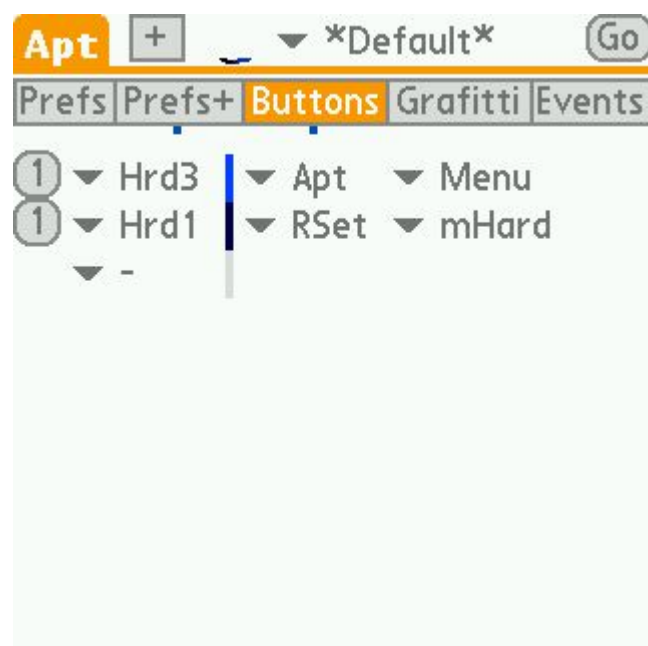 Apt + *Default* Go
Prefs Prefs+ Buttons Grafitti Events
1 Hrd3 Apt Menu
1 Hrd1 RSet mHard
-